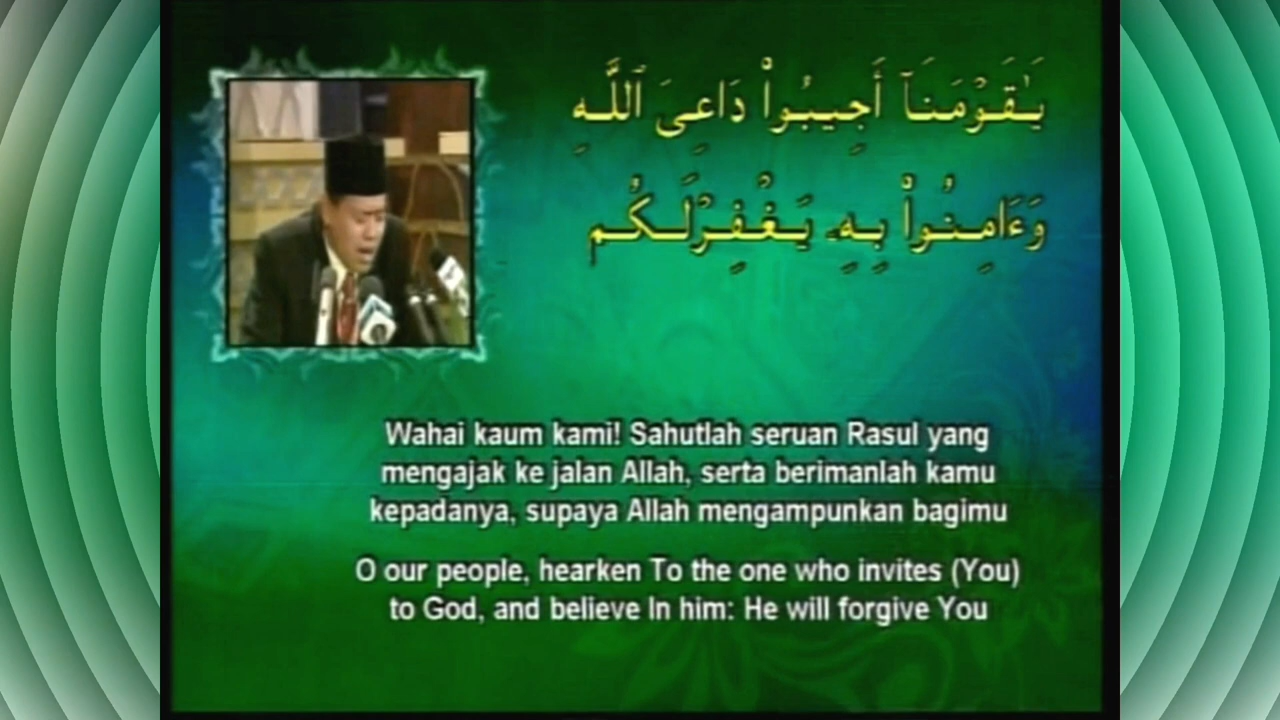 يَـٰقَوْمَنَآ أَجِيبُوا۟ دَاعِىَ ٱللَّهِ
وَءَامِنُوا۟ بِهِۦ يَغْفِرْ لَكُم
Wahai kaum kami! Sahutlah seruan Rasul yang
mengajak ke jalan Allah, serta berimanlah kamu
kepadanya, supaya Allah mengampunkan bagimu
O our people, hearken To the one who invites (You)
to God, and believe In him: He will forgive You